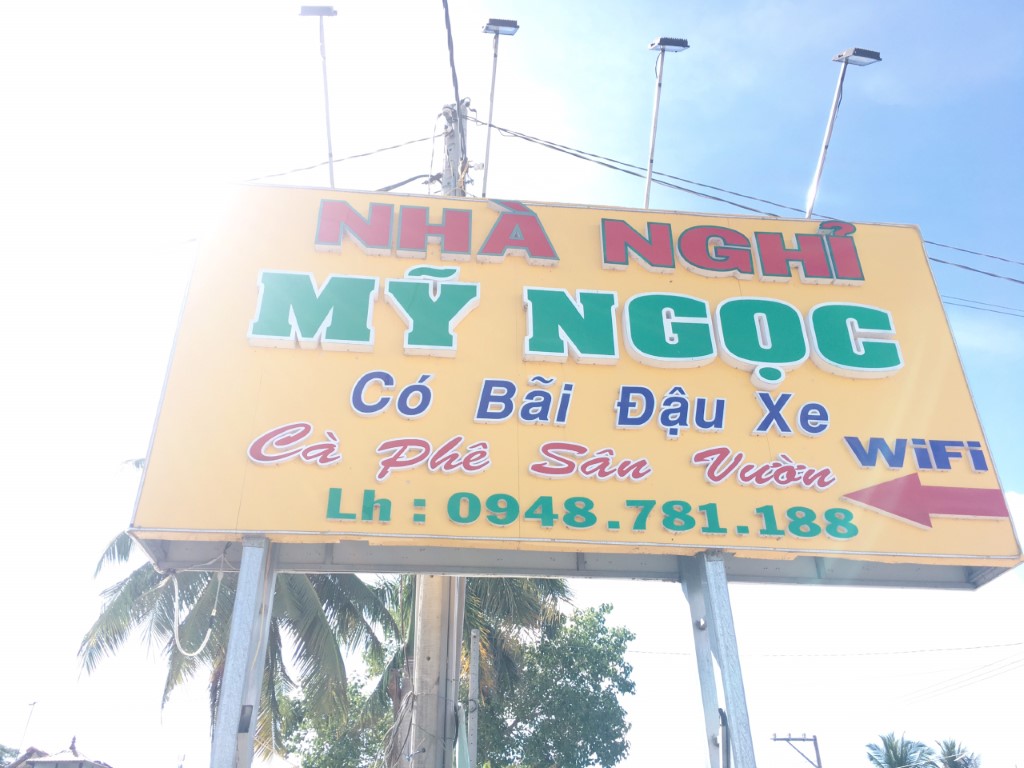 NHÀ NGHỈ
MỸ NGỌC
Có Bãi Đậu Xe
Cà Phê Sân Vườn
WiFi
Lh : 0948.781.188